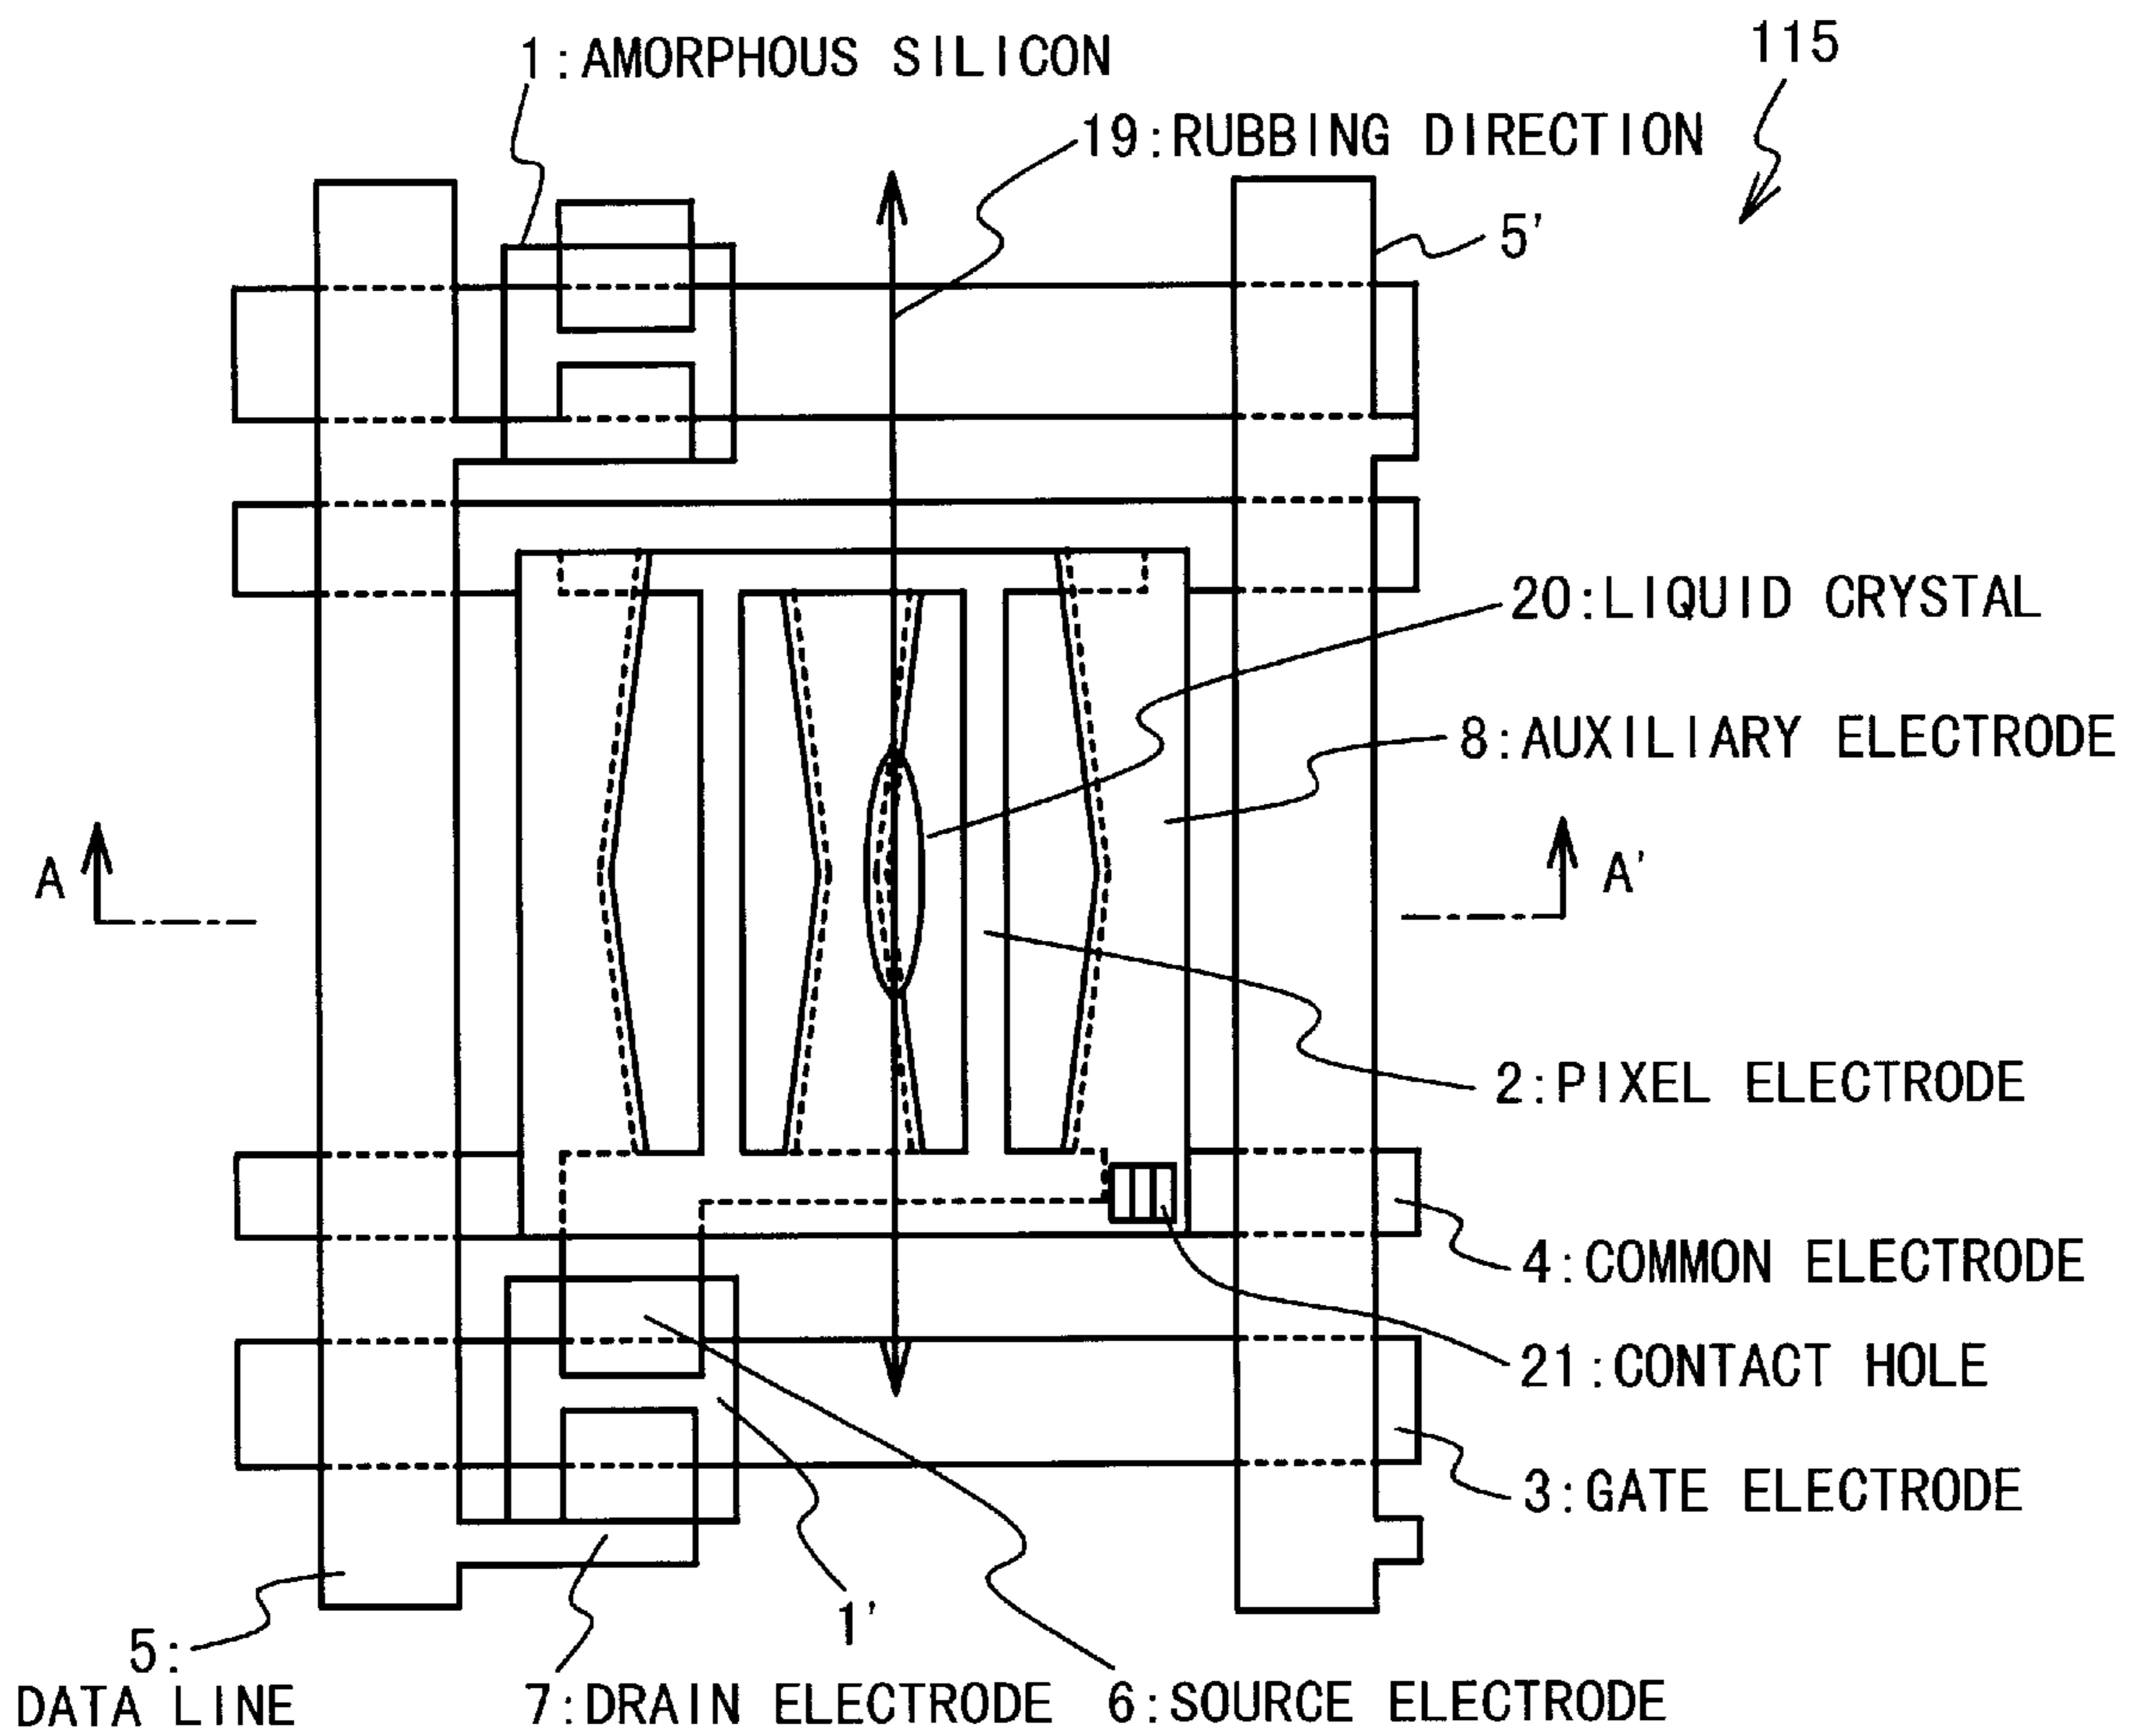 1:AMORPHOUS SILICON
115
19:RUBBING DIRECTION
5'
20:LIQUID CRYSTAL
8:AUXILIARY ELECTRODE
A
A'
2:PIXEL ELECTRODE
4:COMMON ELECTRODE
21:CONTACT HOLE
3:GATE ELECTRODE
1'
5:
DATA LINE
7:DRAIN ELECTRODE
6:SOURCE ELECTRODE